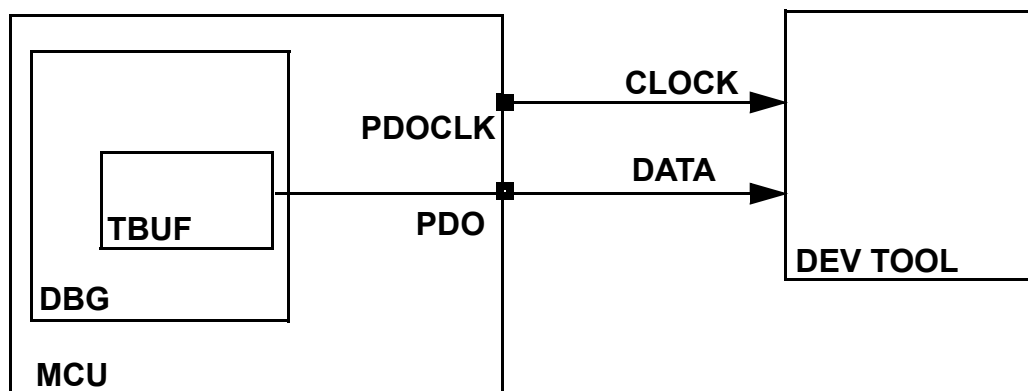 CLOCK
PDOCLK
DATA
TBUF
PDO
DEV TOOL
DBG
MCU